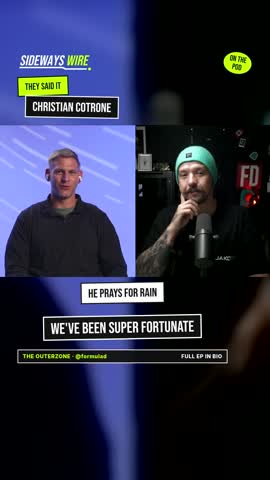 SIDEWAYS WIRE.
ON THE POD
THEY SAID IT
CHRISTIAN COTRONE
FD
HE PRAYS FOR RAIN
WE'VE BEEN SUPER FORTUNATE
THE OUTERZONE - @formulad
FULL EP IN BIO